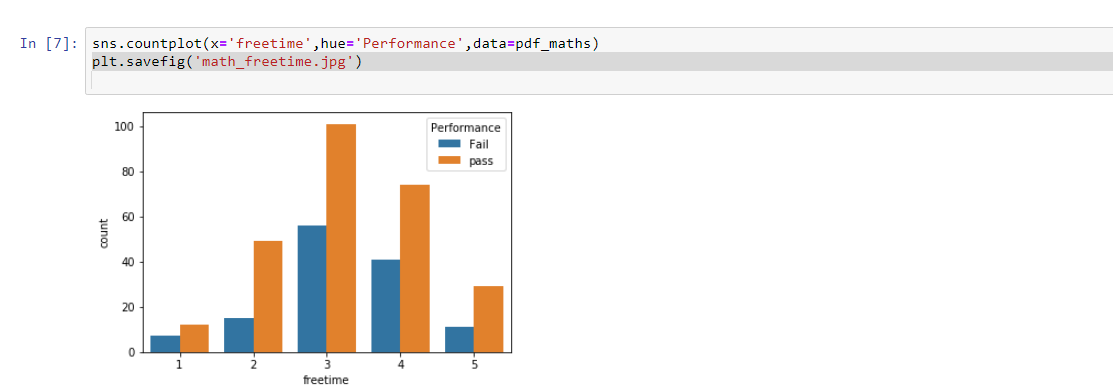 In [7]: sns.countplot(x='freetime',hue='Performance',data=pdf_maths)
plt.savefig('math_freetime.jpg')
Performance
Fail
pass
100
80
60
40
20
0
count
1 2 3 4 5
freetime